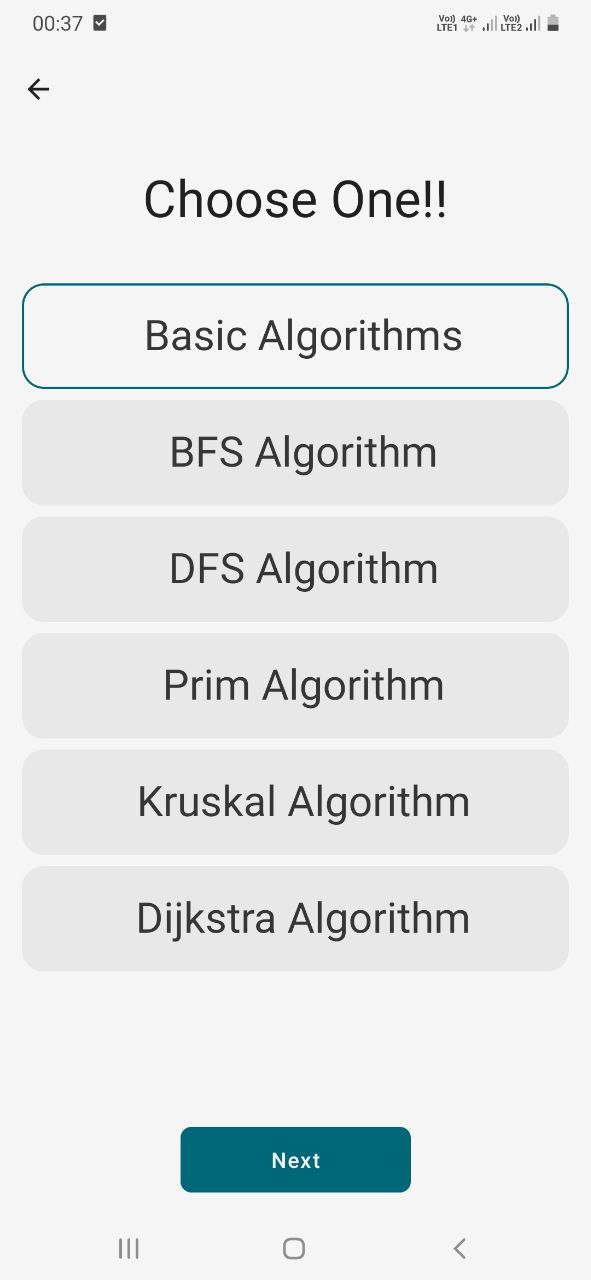 00:37 Vo)) 4G+ Vo))
LTE1 LTE2
Choose One!!
Basic Algorithms
BFS Algorithm
DFS Algorithm
Prim Algorithm
Kruskal Algorithm
Dijkstra Algorithm
Next